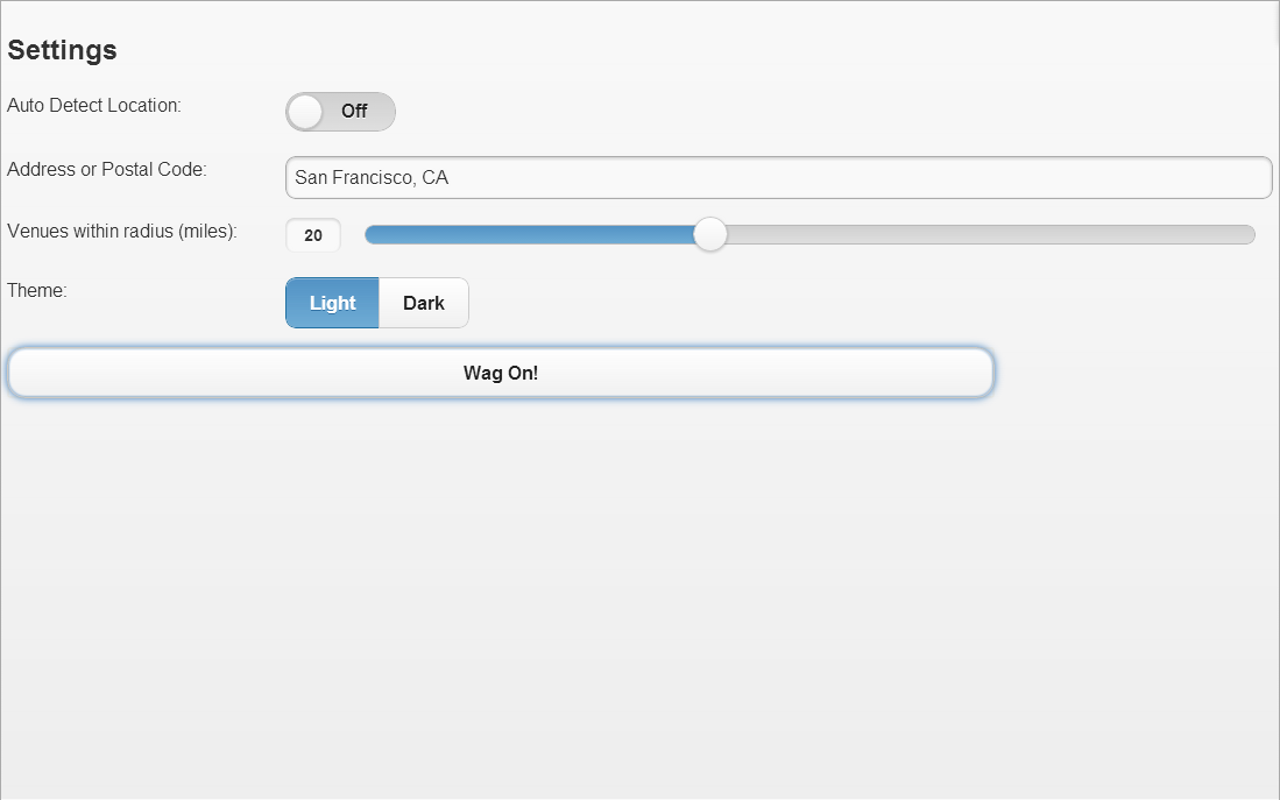 Settings
Auto Detect Location:
Off
Address or Postal Code:
San Francisco, CA
Venues within radius (miles):
20
Theme:
Light
Dark
Wag On!